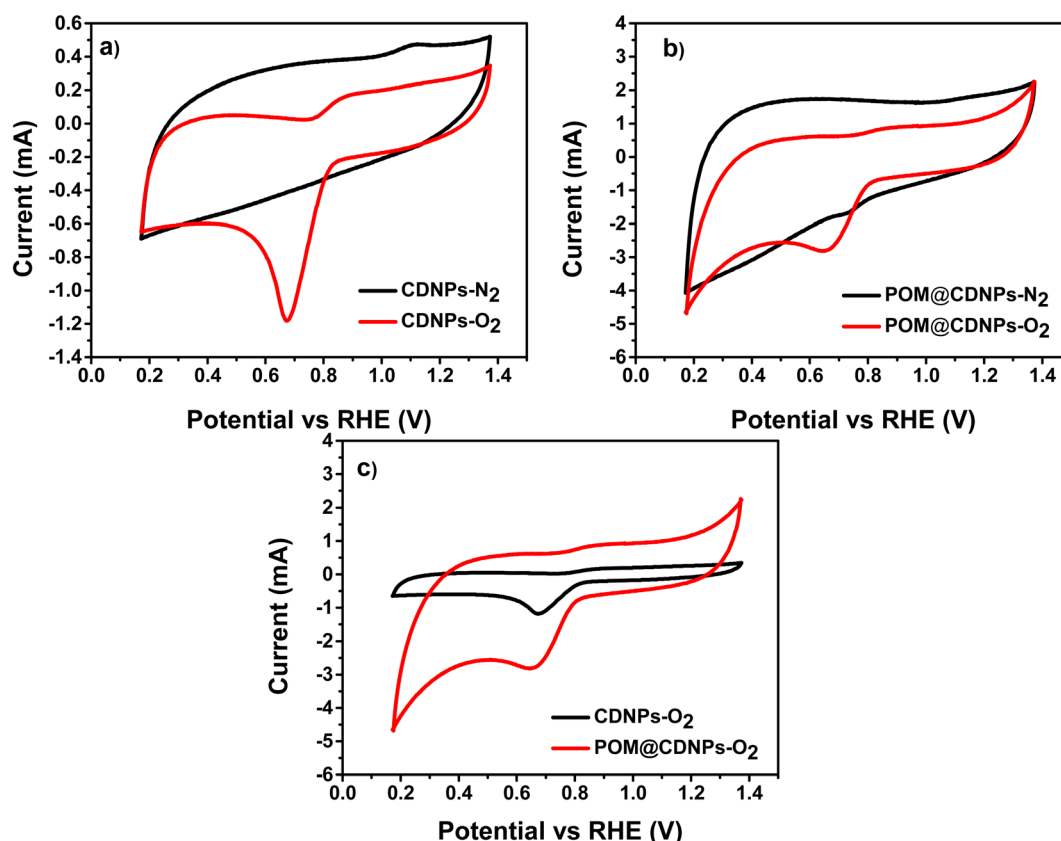 a)
0.6
0.4
0.2
0.0
-0.2
-0.4
-0.6
-0.8
-1.0
-1.2
-1.4
Current (mA)
CDNPs-N2
CDNPs-O2
0.0 0.2 0.4 0.6 0.8 1.0 1.2 1.4
Potential vs RHE (V)
b)
4
3
2
1
0
-1
-2
-3
-4
-5
-6
Current (mA)
POM@CDNPs-N2
POM@CDNPs-O2
0.0 0.2 0.4 0.6 0.8 1.0 1.2 1.4
Potential vs RHE (V)
c)
4
3
2
1
0
-1
-2
-3
-4
-5
-6
Current (mA)
CDNPs-O2
POM@CDNPs-O2
0.0 0.2 0.4 0.6 0.8 1.0 1.2 1.4
Potential vs RHE (V)